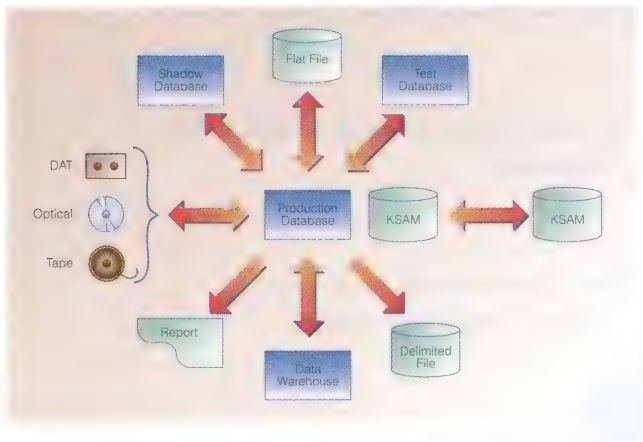 Flat File
Shadow
Database
Test
Database
DAT
Optical
Tape
Production
Database
KSAM
KSAM
Report
Data
Warehouse
Delimited
File